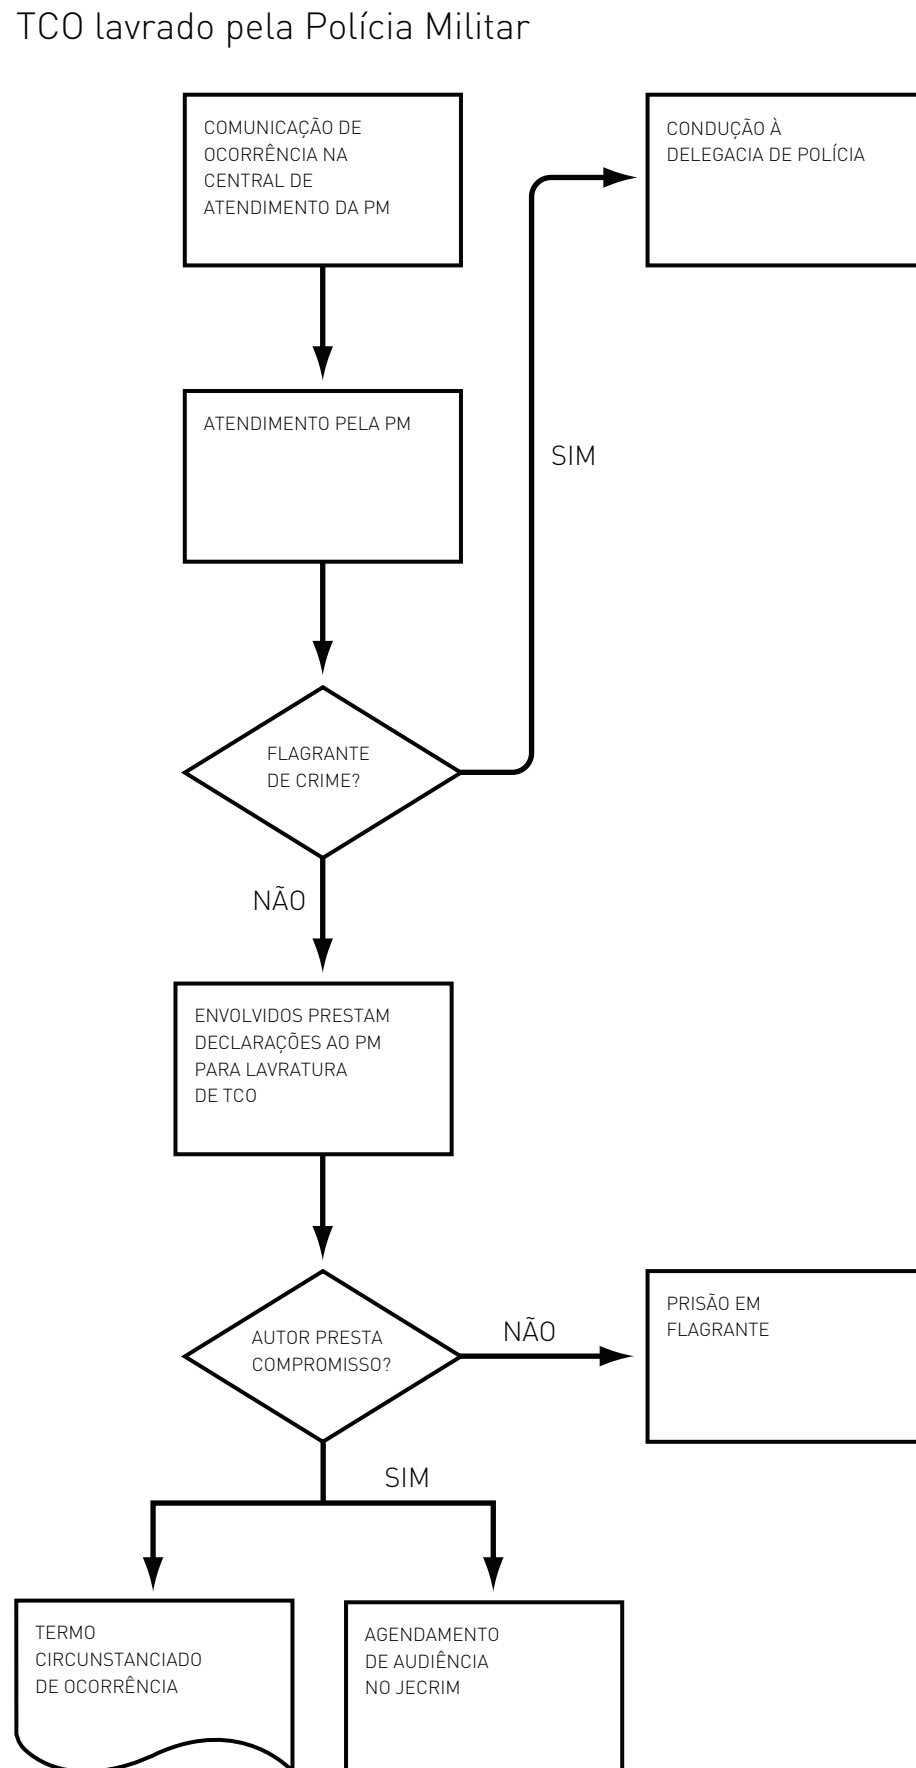 TCO lavrado pela Polícia Militar
COMUNICAÇÃO DE
OCORRÊNCIA NA
CENTRAL DE
ATENDIMENTO DA PM
CONDUÇÃO À
DELEGACIA DE POLÍCIA
ATENDIMENTO PELA PM
SIM
FLAGRANTE
DE CRIME?
NÃO
ENVOLVIDOS PRESTAM
DECLARAÇÕES AO PM
PARA LAVRATURA
DE TCO
AUTOR PRESTA
COMPROMISSO?
NÃO
PRISÃO EM
FLAGRANTE
SIM
TERMO
CIRCUNSTANCIADO
DE OCORRÊNCIA
AGENDAMENTO
DE AUDIÊNCIA
NO JECRIM